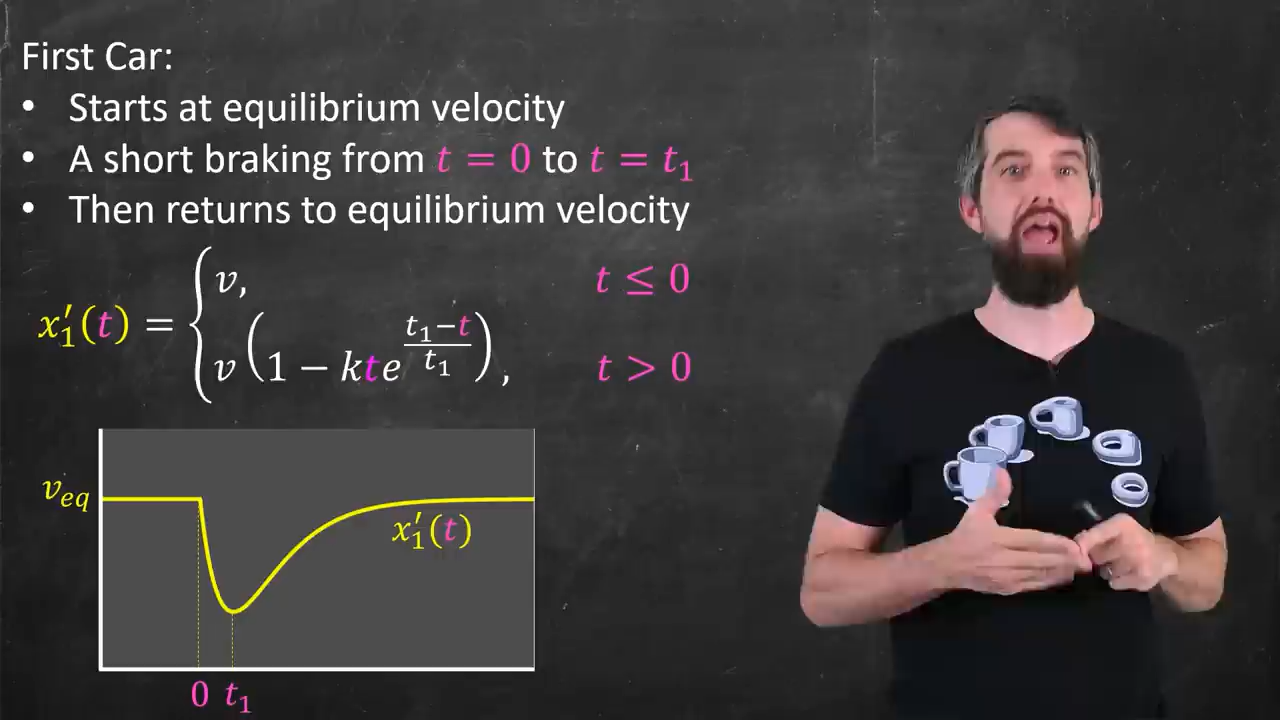 First Car:
• Starts at equilibrium velocity
• A short braking from t = 0 to t = t₁
• Then returns to equilibrium velocity
x₁′(t) = { v, t ≤ 0
v(1 − kte^((t₁−t)/t₁)), t > 0
v_eq
x₁′(t)
0 t₁